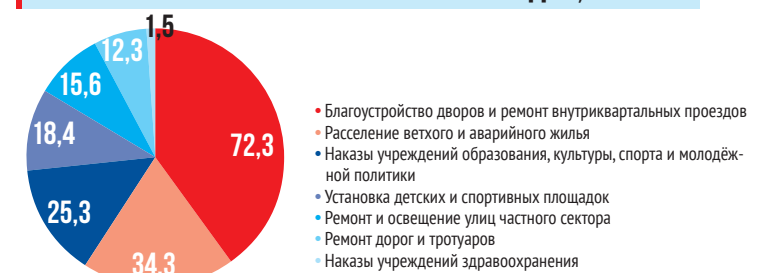 1,5
12,3
15,6
18,4
72,3
25,3
34,3
• Благоустройство дворов и ремонт внутриквартальных проездов
• Расселение ветхого и аварийного жилья
• Наказы учреждений образования, культуры, спорта и молодёж-
ной политики
• Установка детских и спортивных площадок
• Ремонт и освещение улиц частного сектора
• Ремонт дорог и тротуаров
• Наказы учреждений здравоохранения